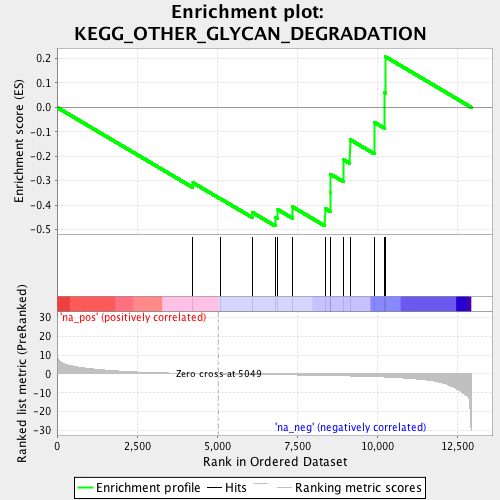 Enrichment plot:
KEGG_OTHER_GLYCAN_DEGRADATION
Enrichment score (ES)
0.2
0.1
0.0
-0.1
-0.2
-0.3
-0.4
-0.5
'na_pos' (positively correlated)
Ranked list metric (PreRanked)
30
20
10
0
-10
-20
-30
Zero cross at 5049
'na_neg' (negatively correlated)
0 2,500 5,000 7,500 10,000 12,500
Rank in Ordered Dataset
Enrichment profile Hits Ranking metric scores